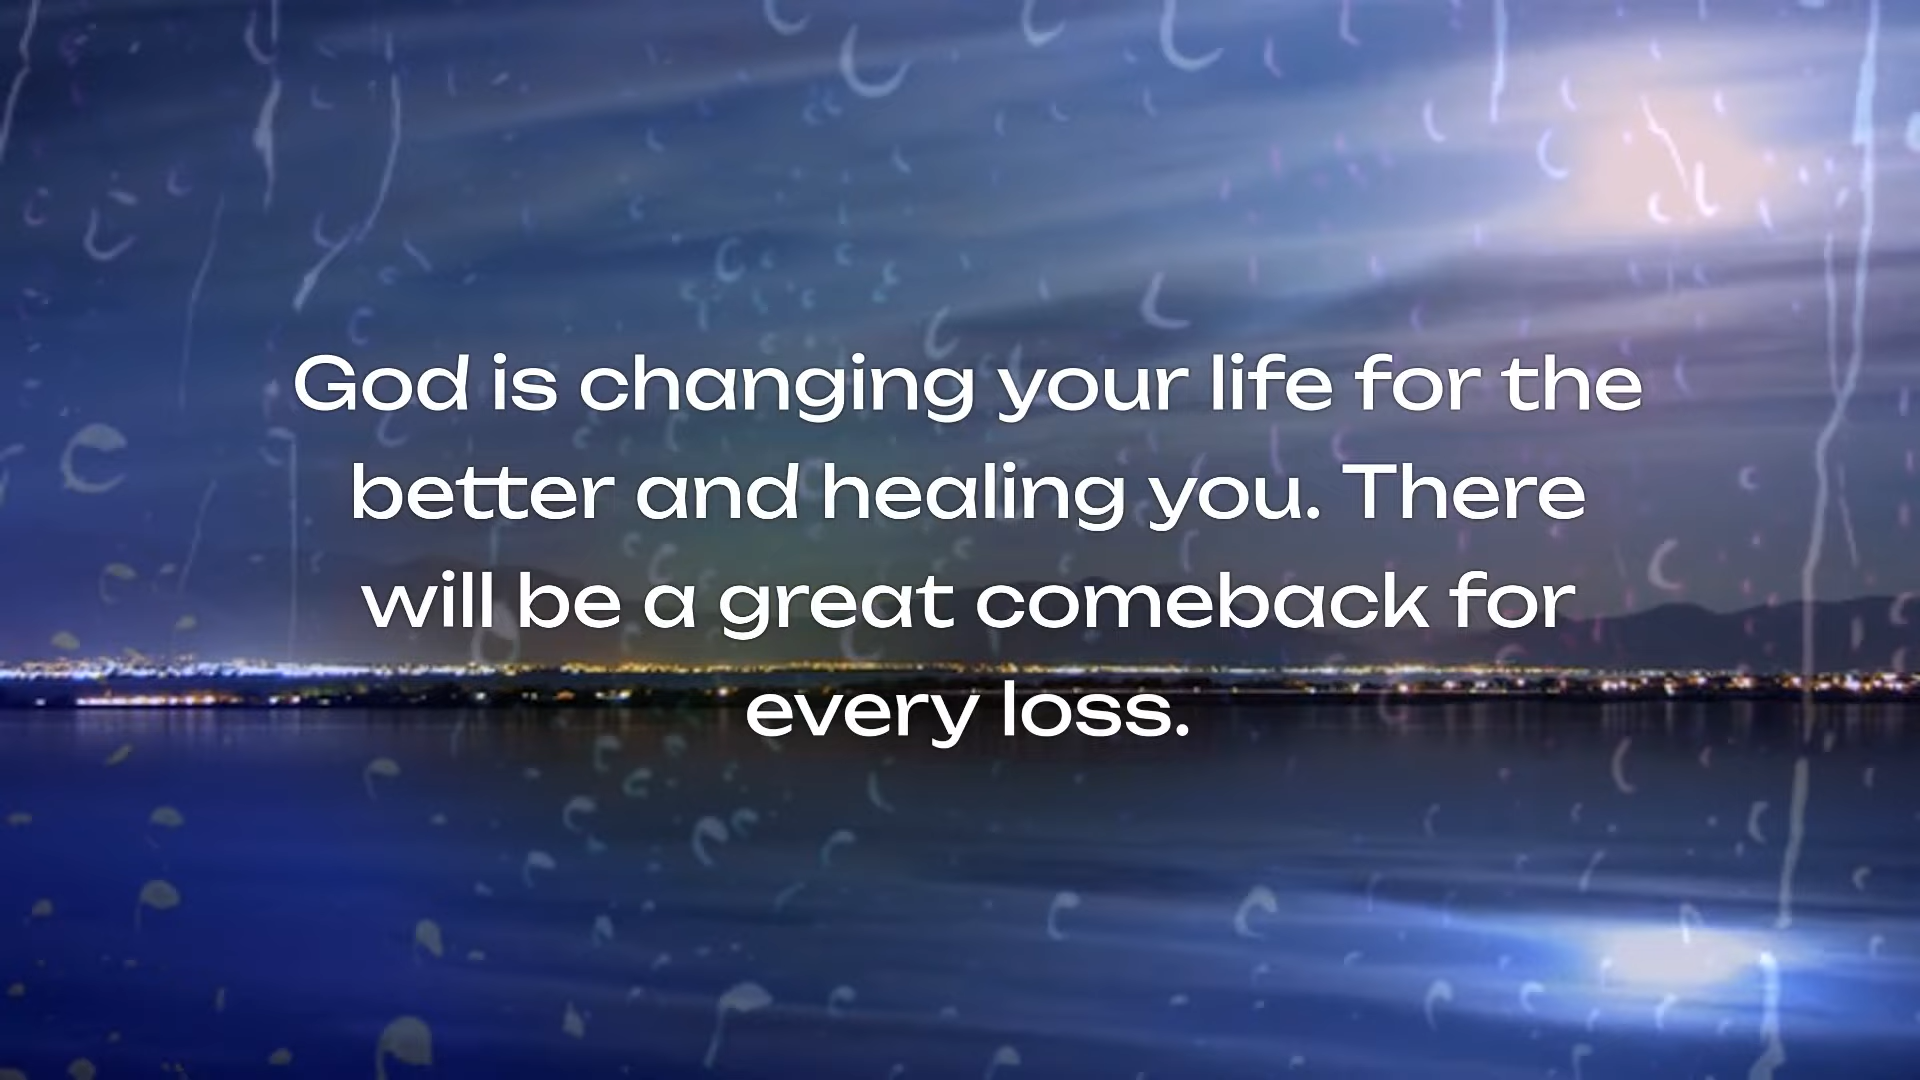 God is changing your life for the
better and healing you. There
will be a great comeback for
every loss.